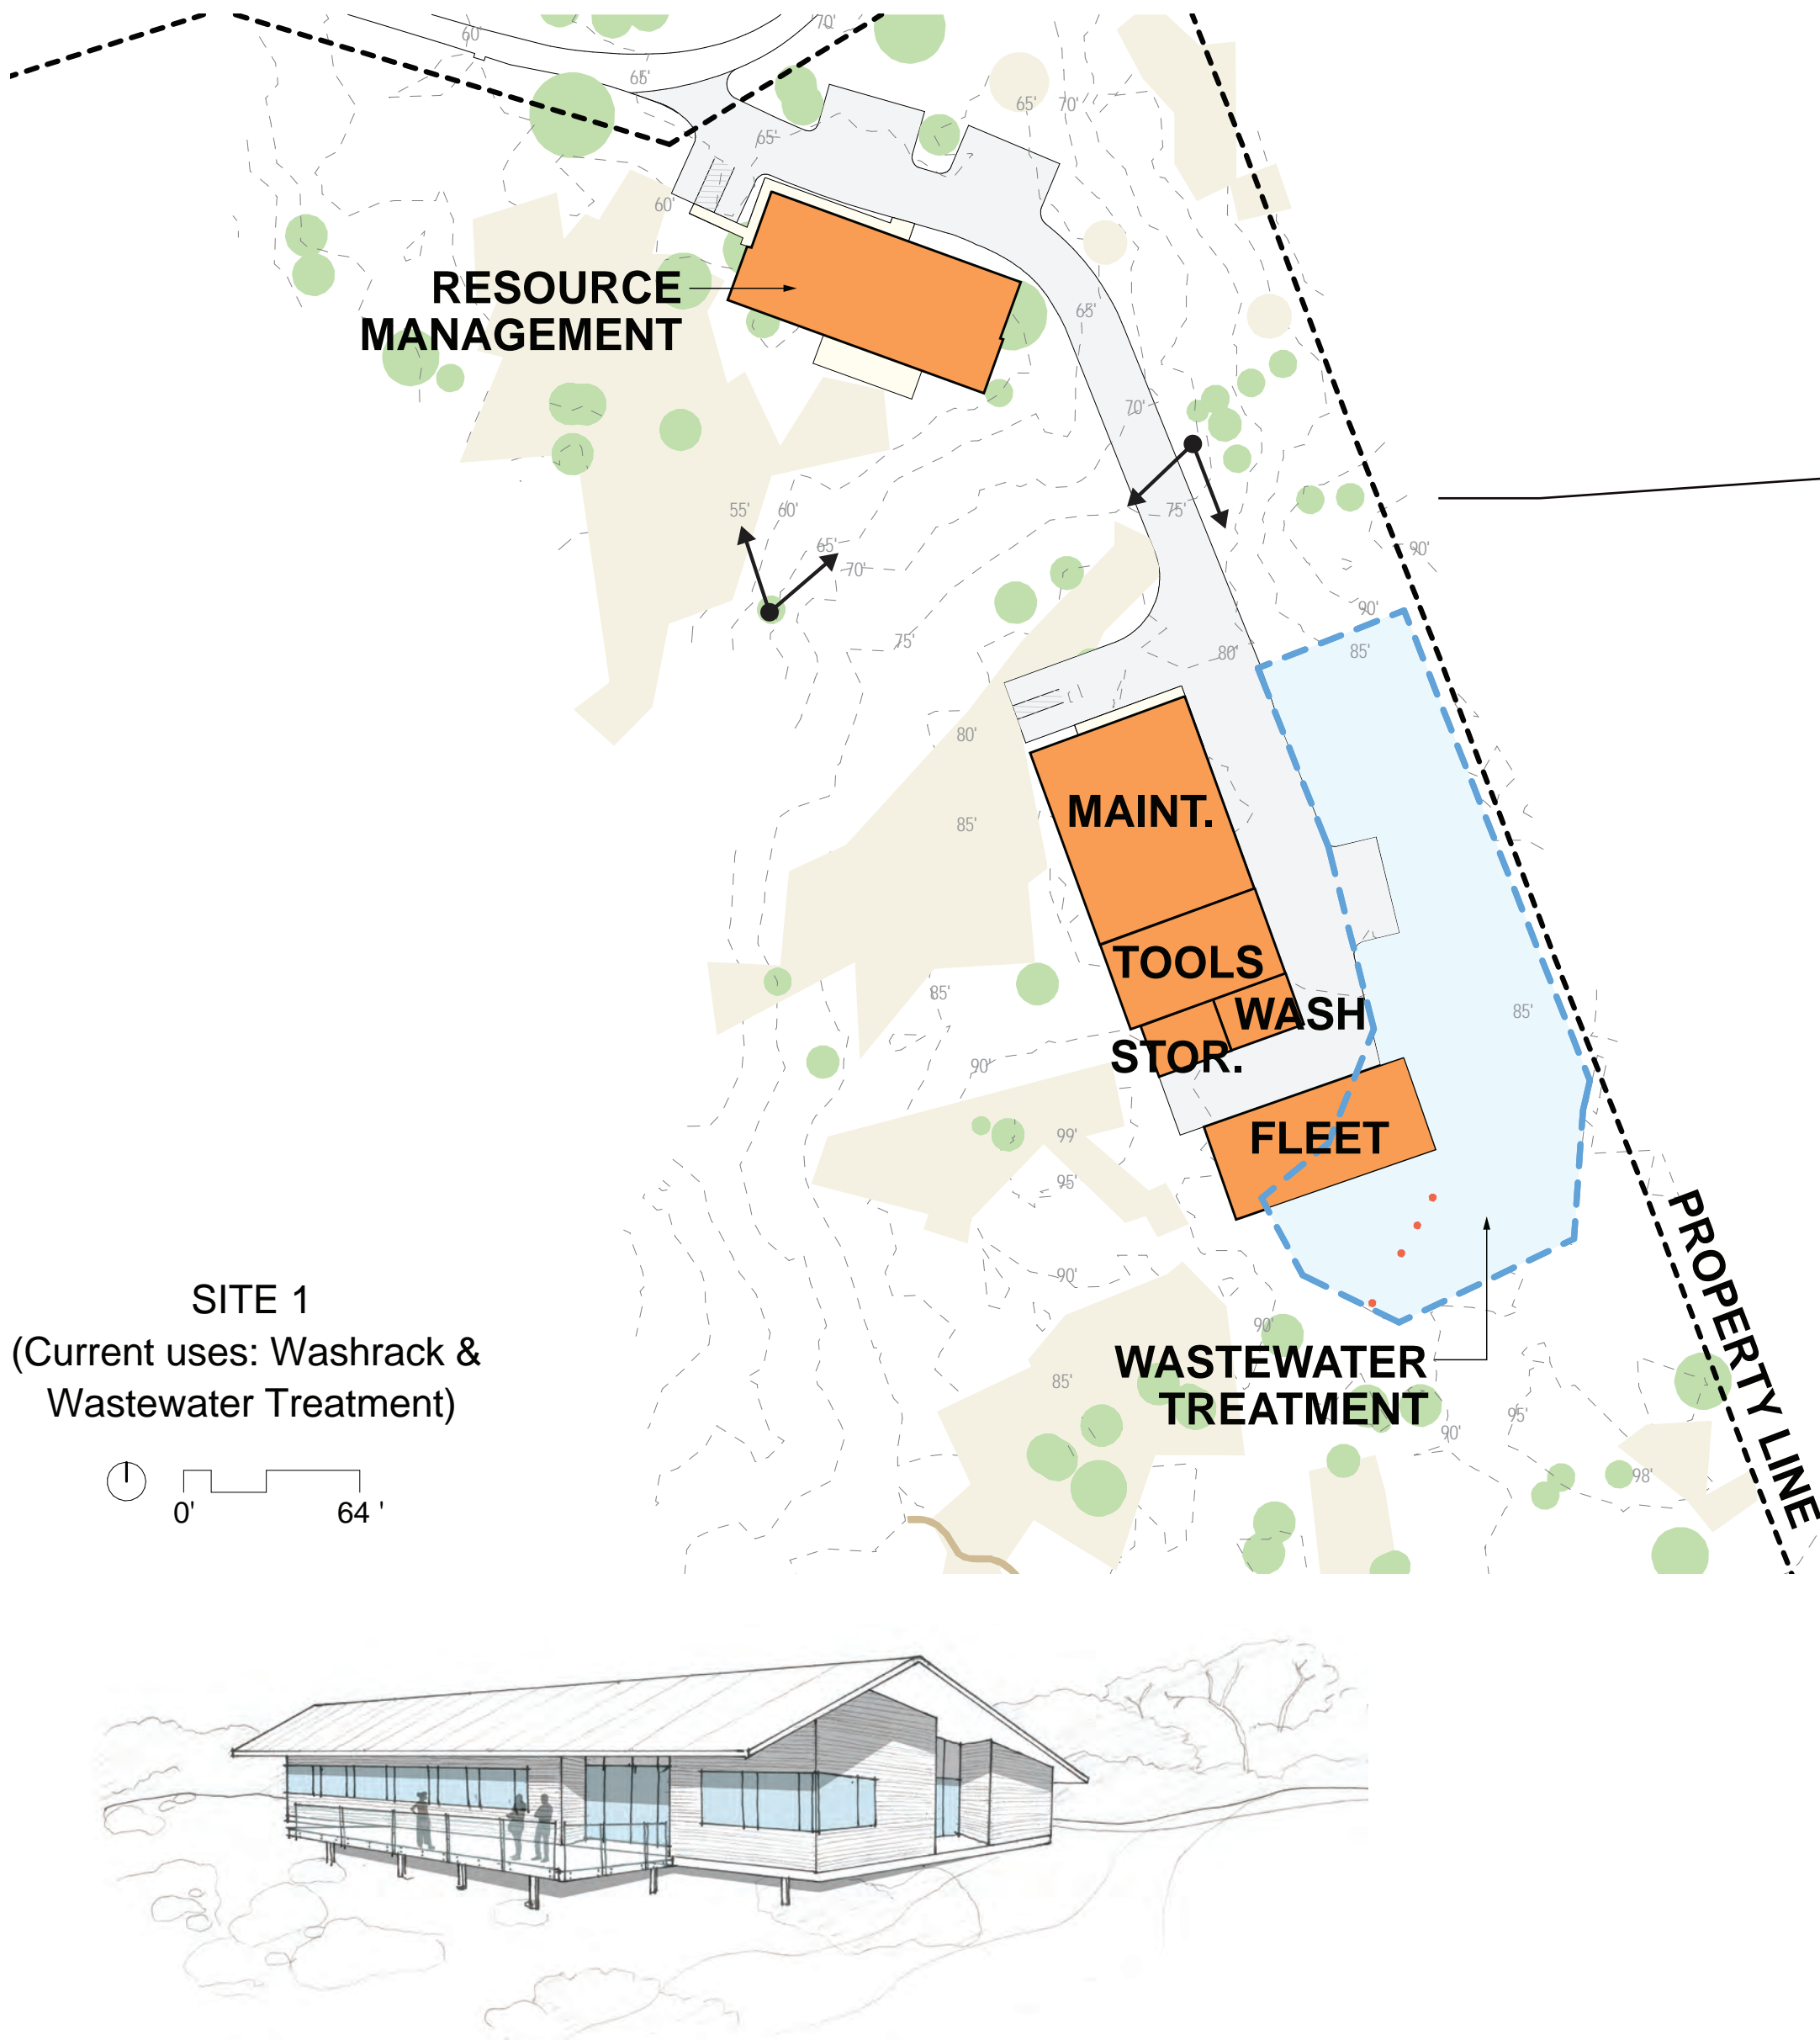 60'
70'
65'
65'
70'
65'
60'
RESOURCE
MANAGEMENT
65'
70'
55'
60'
75'
65'
70'
90'
90'
75'
80'
85'
80'
MAINT.
85'
TOOLS
85'
WASH
85'
STOR.
90'
FLEET
99'
95'
PROPERTY LINE
90'
SITE 1
(Current uses: Washrack &
Wastewater Treatment)
90'
WASTEWATER
TREATMENT
85'
95'
90'
98'
0'
64 '